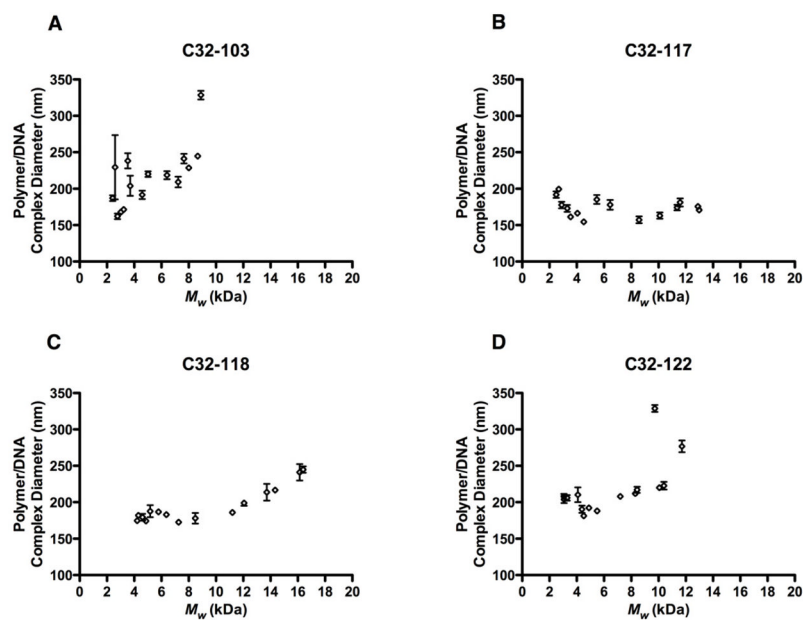 A
C32-103
Polymer/DNA
Complex Diameter (nm)
350
300
250
200
150
100
0 2 4 6 8 10 12 14 16 18 20
Mw (kDa)
B
C32-117
Polymer/DNA
Complex Diameter (nm)
350
300
250
200
150
100
0 2 4 6 8 10 12 14 16 18 20
Mw (kDa)
C
C32-118
Polymer/DNA
Complex Diameter (nm)
350
300
250
200
150
100
0 2 4 6 8 10 12 14 16 18 20
Mw (kDa)
D
C32-122
Polymer/DNA
Complex Diameter (nm)
350
300
250
200
150
100
0 2 4 6 8 10 12 14 16 18 20
Mw (kDa)